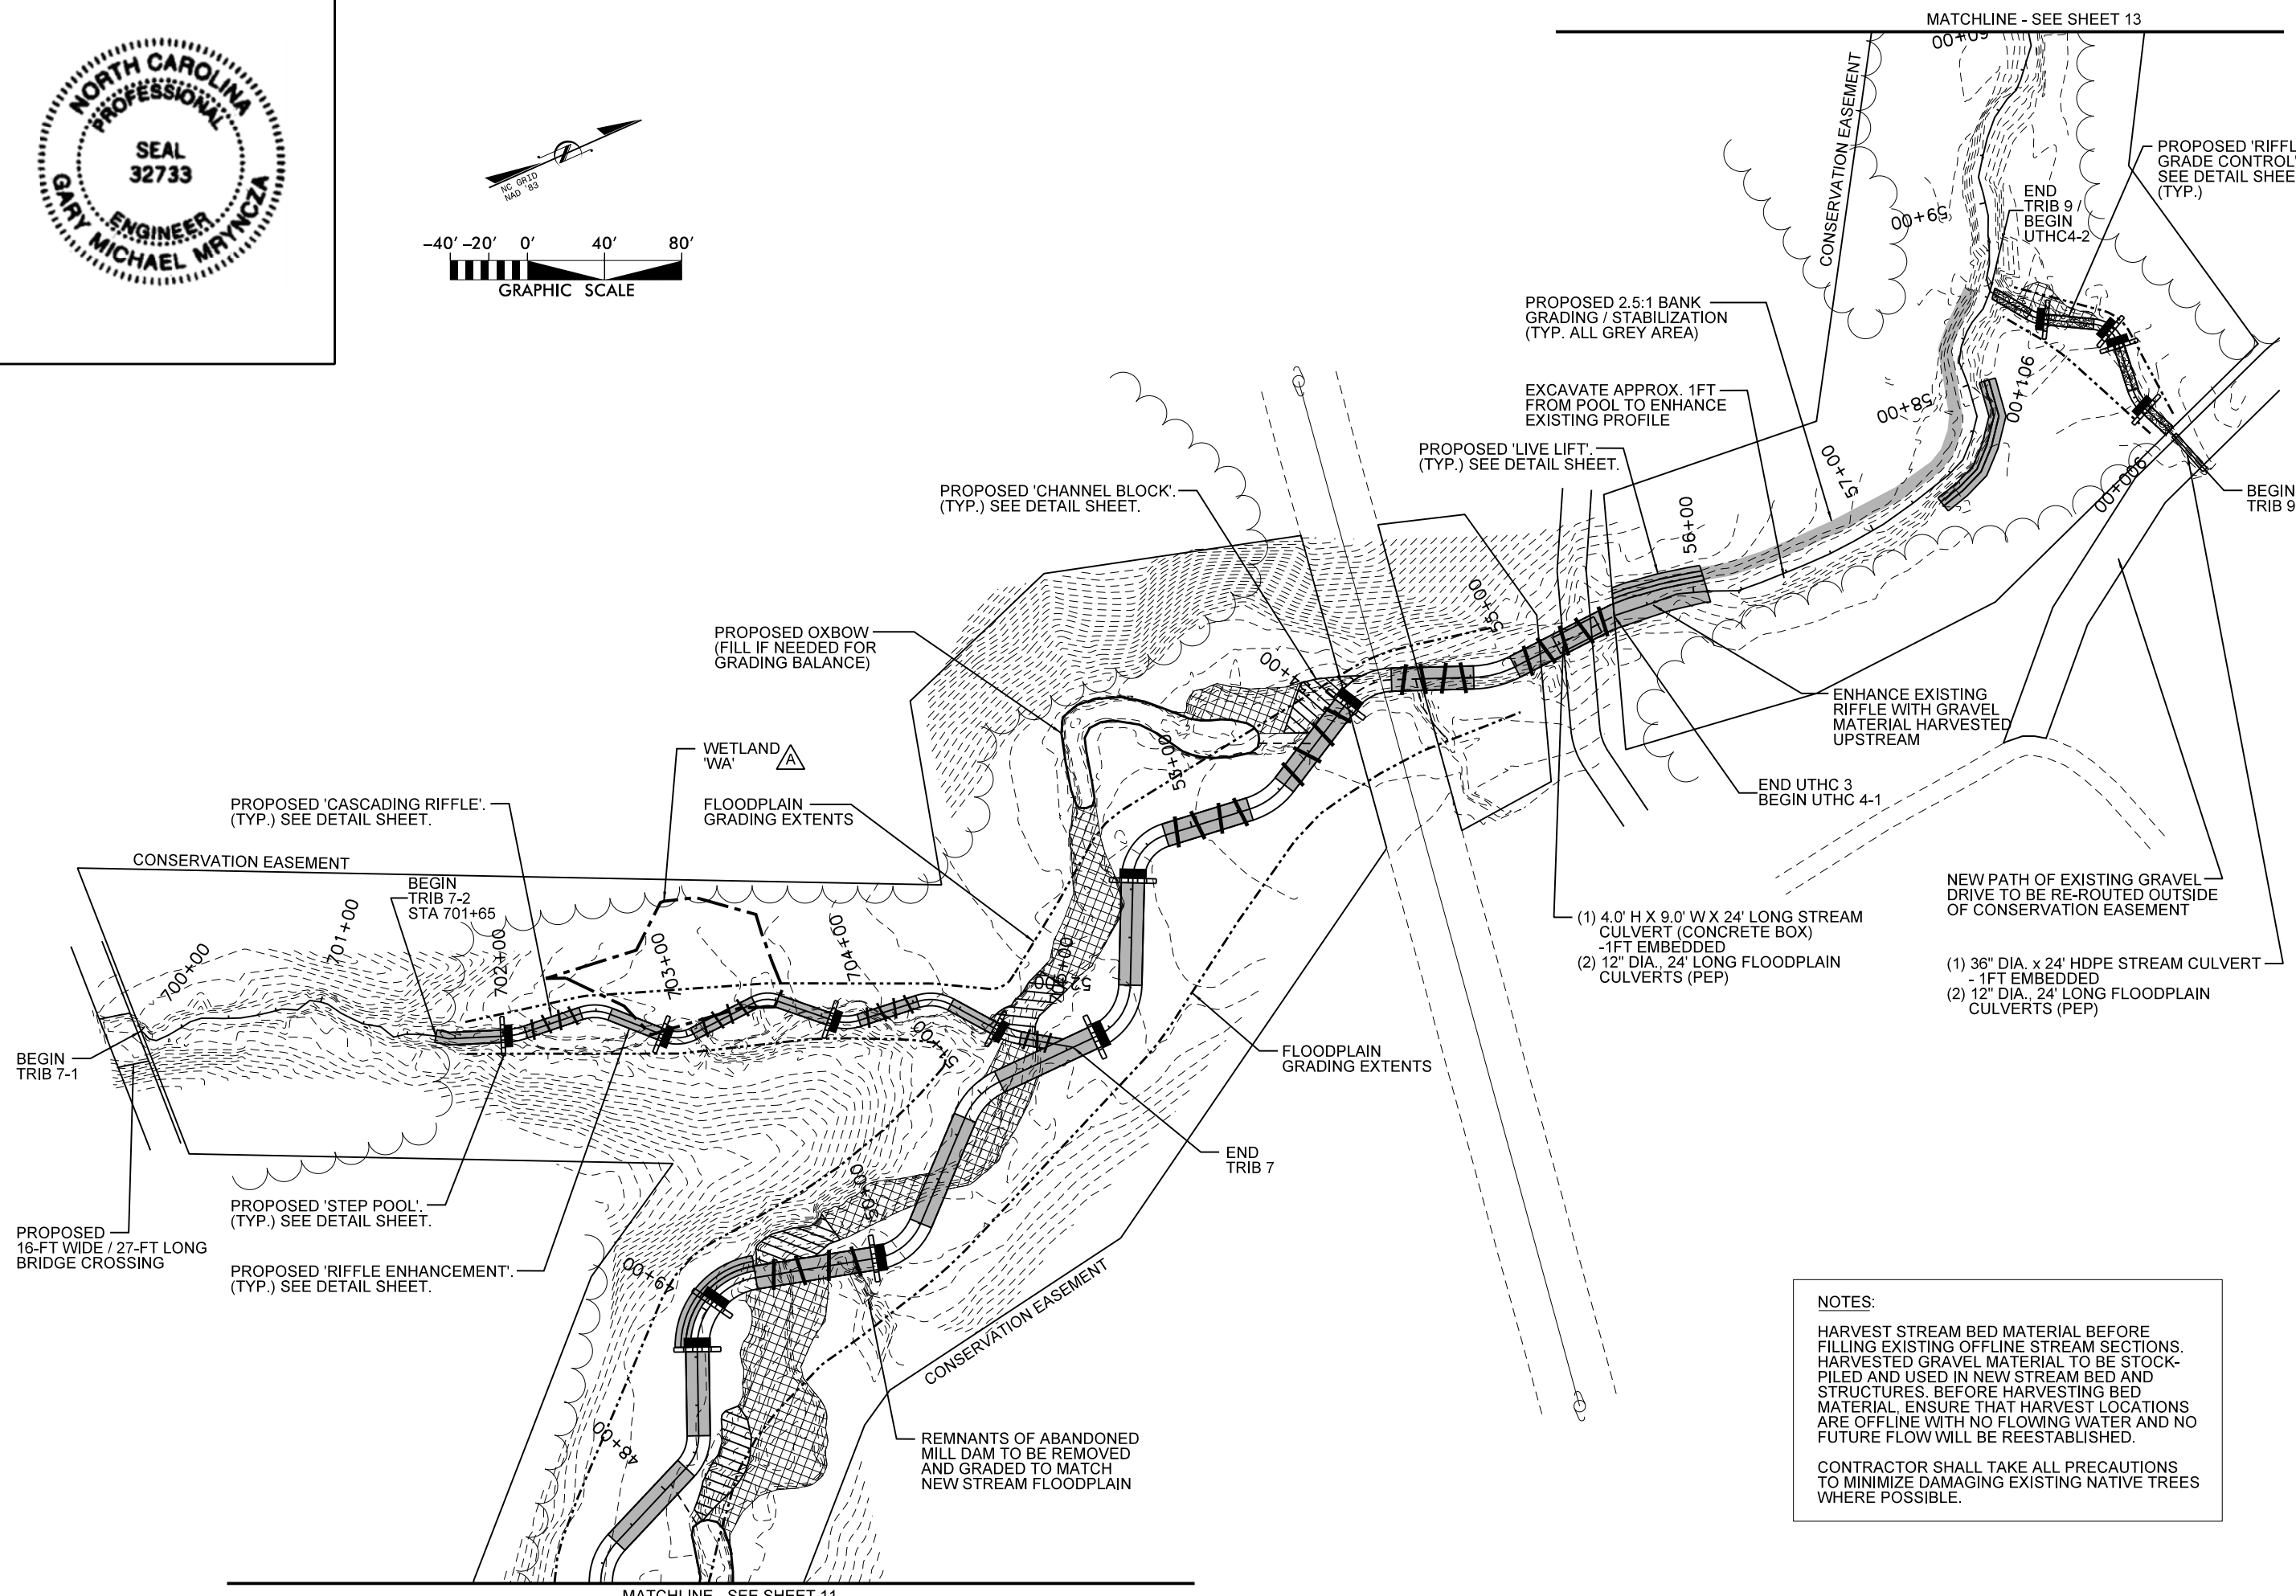 MATCHLINE - SEE SHEET 13
NORTH CAROLINA
PROFESSIONAL
SEAL
32733
ENGINEER
GARY MICHAEL MRYNCZA
NC GRID
NAD '83
-40' -20' 0' 40' 80'
GRAPHIC SCALE
60+00
CONSERVATION EASEMENT
PROPOSED 'RIFFL
GRADE CONTROL'
SEE DETAIL SHEE
(TYP.)
END
TRIB 9 /
BEGIN
UTHC4-2
59+00
PROPOSED 2.5:1 BANK
GRADING / STABILIZATION
(TYP. ALL GREY AREA)
EXCAVATE APPROX. 1FT
FROM POOL TO ENHANCE
EXISTING PROFILE
PROPOSED 'LIVE LIFT'.
(TYP.) SEE DETAIL SHEET.
PROPOSED 'CHANNEL BLOCK'.
(TYP.) SEE DETAIL SHEET.
58+00
901+00
57+00
900+00
BEGIN
TRIB 9
56+00
55+00
54+00
53+00
PROPOSED OXBOW
(FILL IF NEEDED FOR
GRADING BALANCE)
WETLAND
'WA'
A
FLOODPLAIN
GRADING EXTENTS
PROPOSED 'CASCADING RIFFLE'.
(TYP.) SEE DETAIL SHEET.
ENHANCE EXISTING
RIFFLE WITH GRAVEL
MATERIAL HARVESTED
UPSTREAM
END UTHC 3
BEGIN UTHC 4-1
CONSERVATION EASEMENT
BEGIN
TRIB 7-2
STA 701+65
700+00
701+00
702+00
703+00
704+00
52+00
51+00
(1) 4.0' H X 9.0' W X 24' LONG STREAM
CULVERT (CONCRETE BOX)
-1FT EMBEDDED
(2) 12" DIA., 24' LONG FLOODPLAIN
CULVERTS (PEP)
NEW PATH OF EXISTING GRAVEL
DRIVE TO BE RE-ROUTED OUTSIDE
OF CONSERVATION EASEMENT
(1) 36" DIA. x 24' HDPE STREAM CULVERT
- 1FT EMBEDDED
(2) 12" DIA., 24' LONG FLOODPLAIN
CULVERTS (PEP)
BEGIN
TRIB 7-1
FLOODPLAIN
GRADING EXTENTS
END
TRIB 7
PROPOSED
16-FT WIDE / 27-FT LONG
BRIDGE CROSSING
PROPOSED 'STEP POOL'.
(TYP.) SEE DETAIL SHEET.
PROPOSED 'RIFFLE ENHANCEMENT'.
(TYP.) SEE DETAIL SHEET.
50+00
49+00
48+00
CONSERVATION EASEMENT
REMNANTS OF ABANDONED
MILL DAM TO BE REMOVED
AND GRADED TO MATCH
NEW STREAM FLOODPLAIN
NOTES:
HARVEST STREAM BED MATERIAL BEFORE
FILLING EXISTING OFFLINE STREAM SECTIONS.
HARVESTED GRAVEL MATERIAL TO BE STOCK-
PILED AND USED IN NEW STREAM BED AND
STRUCTURES. BEFORE HARVESTING BED
MATERIAL, ENSURE THAT HARVEST LOCATIONS
ARE OFFLINE WITH NO FLOWING WATER AND NO
FUTURE FLOW WILL BE REESTABLISHED.
CONTRACTOR SHALL TAKE ALL PRECAUTIONS
TO MINIMIZE DAMAGING EXISTING NATIVE TREES
WHERE POSSIBLE.
MATCHLINE - SEE SHEET 11